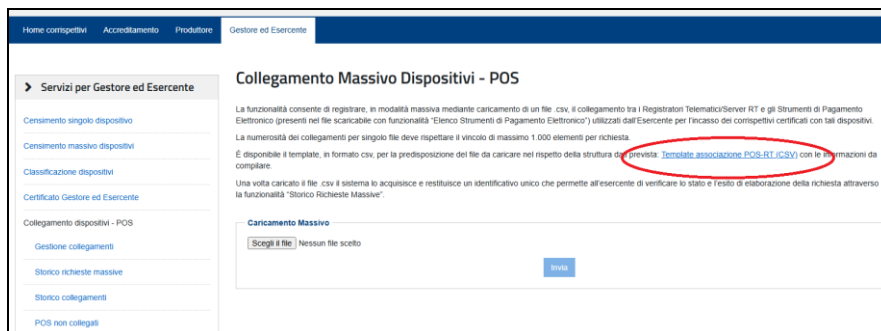 Home corrispettivi Accreditamento Produttore Gestore ed Esercente
Servizi per Gestore ed Esercente
Censimento singolo dispositivo
Censimento massivo dispositivi
Classificazione dispositivi
Certificato Gestore ed Esercente
Collegamento dispositivi - POS
Gestione collegamenti
Storico richieste massive
Storico collegamenti
POS non collegati
Collegamento Massivo Dispositivi - POS
La funzionalità consente di registrare, in modalità massiva mediante caricamento di un file .csv, il collegamento tra i Registratori Telematici/Server RT e gli Strumenti di Pagamento
Elettronico (presenti nel file scaricabile con funzionalità “Elenco Strumenti di Pagamento Elettronico”) utilizzati dall'Esercente per l'incasso dei corrispettivi certificati con tali dispositivi.
La numerosità dei collegamenti per singolo file deve rispettare il vincolo di massimo 1.000 elementi per richiesta.
È disponibile il template, in formato csv, per la predisposizione del file da caricare nel rispetto della struttura dati prevista: Template associazione POS-RT (CSV) con le informazioni da
compilare.
Una volta caricato il file .csv il sistema lo acquisisce e restituisce un identificativo unico che permette all'esercente di verificare lo stato e l'esito di elaborazione della richiesta attraverso
la funzionalità “Storico Richieste Massive”.
Caricamento Massivo
Scegli il file Nessun file scelto
Invia